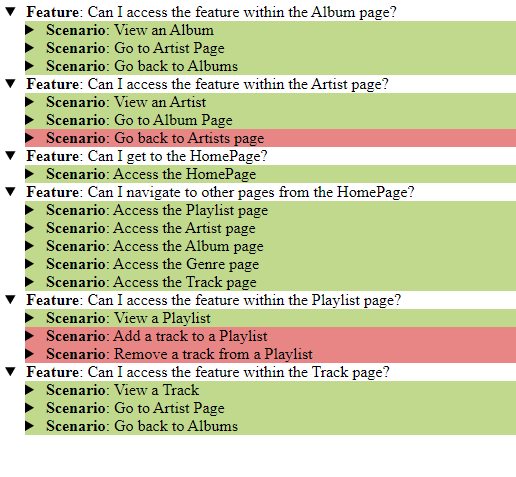 Feature: Can I access the feature within the Album page?
Scenario: View an Album
Scenario: Go to Artist Page
Scenario: Go back to Albums
Feature: Can I access the feature within the Artist page?
Scenario: View an Artist
Scenario: Go to Album Page
Scenario: Go back to Artists page
Feature: Can I get to the HomePage?
Scenario: Access the HomePage
Feature: Can I navigate to other pages from the HomePage?
Scenario: Access the Playlist page
Scenario: Access the Artist page
Scenario: Access the Album page
Scenario: Access the Genre page
Scenario: Access the Track page
Feature: Can I access the feature within the Playlist page?
Scenario: View a Playlist
Scenario: Add a track to a Playlist
Scenario: Remove a track from a Playlist
Feature: Can I access the feature within the Track page?
Scenario: View a Track
Scenario: Go to Artist Page
Scenario: Go back to Albums